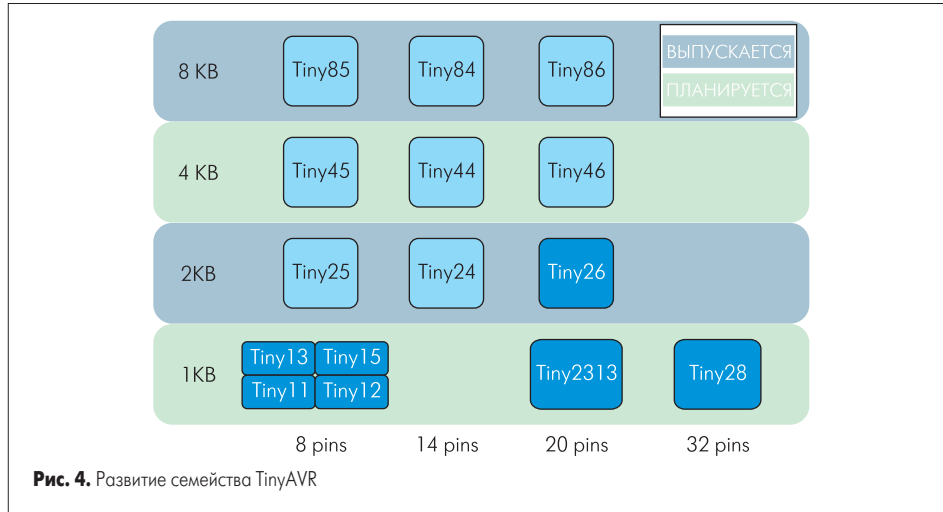 8 KB Tiny85 Tiny84 Tiny86
ВЫПУСКАЕТСЯ
ПЛАНИРУЕТСЯ
4 KB Tiny45 Tiny44 Tiny46
2KB Tiny25 Tiny24 Tiny26
Tiny13 Tiny15
1KB Tiny2313 Tiny28
Tiny11 Tiny12
8 pins 14 pins 20 pins 32 pins
Рис. 4. Развитие семейства TinyAVR